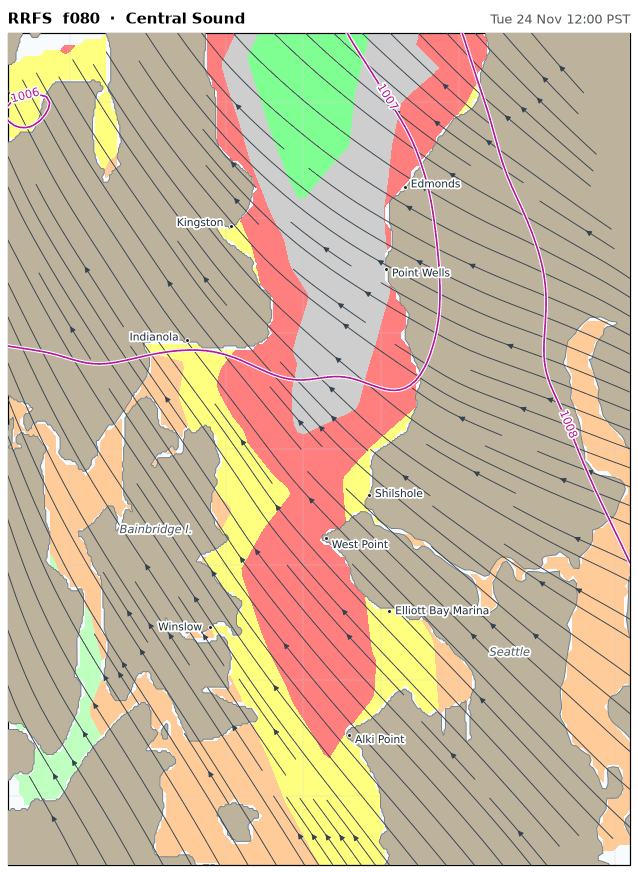 RRFS f080 · Central Sound
Tue 24 Nov 12:00 PST
1006
1007
Edmonds
Kingston
Point Wells
Indianola
1008
Shilshole
Bainbridge I.
West Point
Elliott Bay Marina
Winslow
Seattle
Alki Point